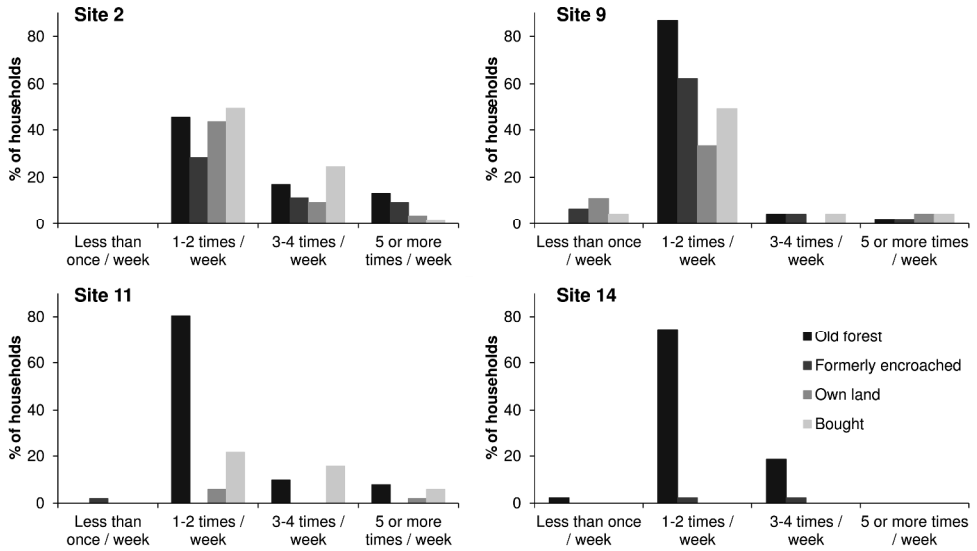 Site 2
% of households
80
60
40
20
0
Less than
once / week
1-2 times /
week
3-4 times /
week
5 or more
times / week
Site 9
% of households
80
60
40
20
0
Less than once
/ week
1-2 times /
week
3-4 times /
week
5 or more times
/ week
Site 11
% of households
80
60
40
20
0
Less than
once / week
1-2 times /
week
3-4 times /
week
5 or more
times / week
Site 14
% of households
80
60
40
20
0
Less than once
/ week
1-2 times /
week
3-4 times /
week
5 or more times
/ week
Old forest
Formerly encroached
Own land
Bought